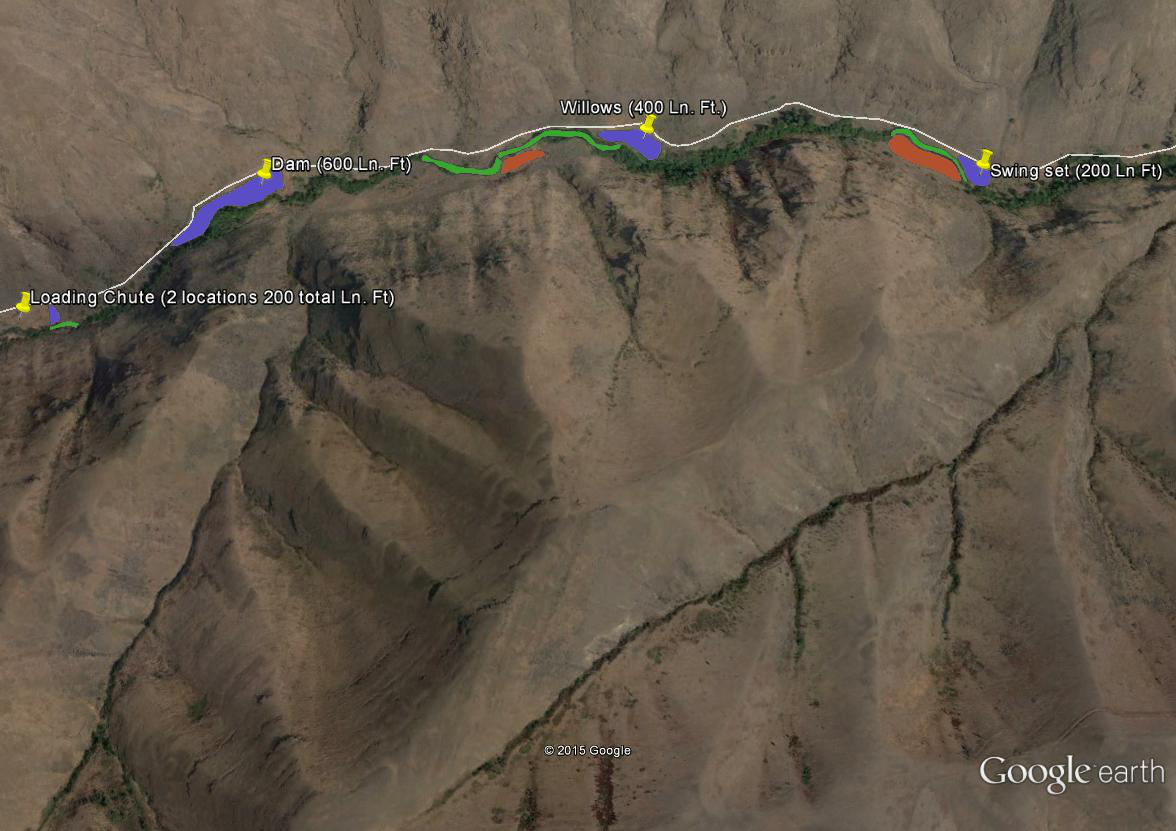 Willows (400 Ln. Ft.)
Dam (600 Ln. Ft)
Swing set (200 Ln Ft)
Loading Chute (2 locations 200 total Ln. Ft)
© 2015 Google
Google earth